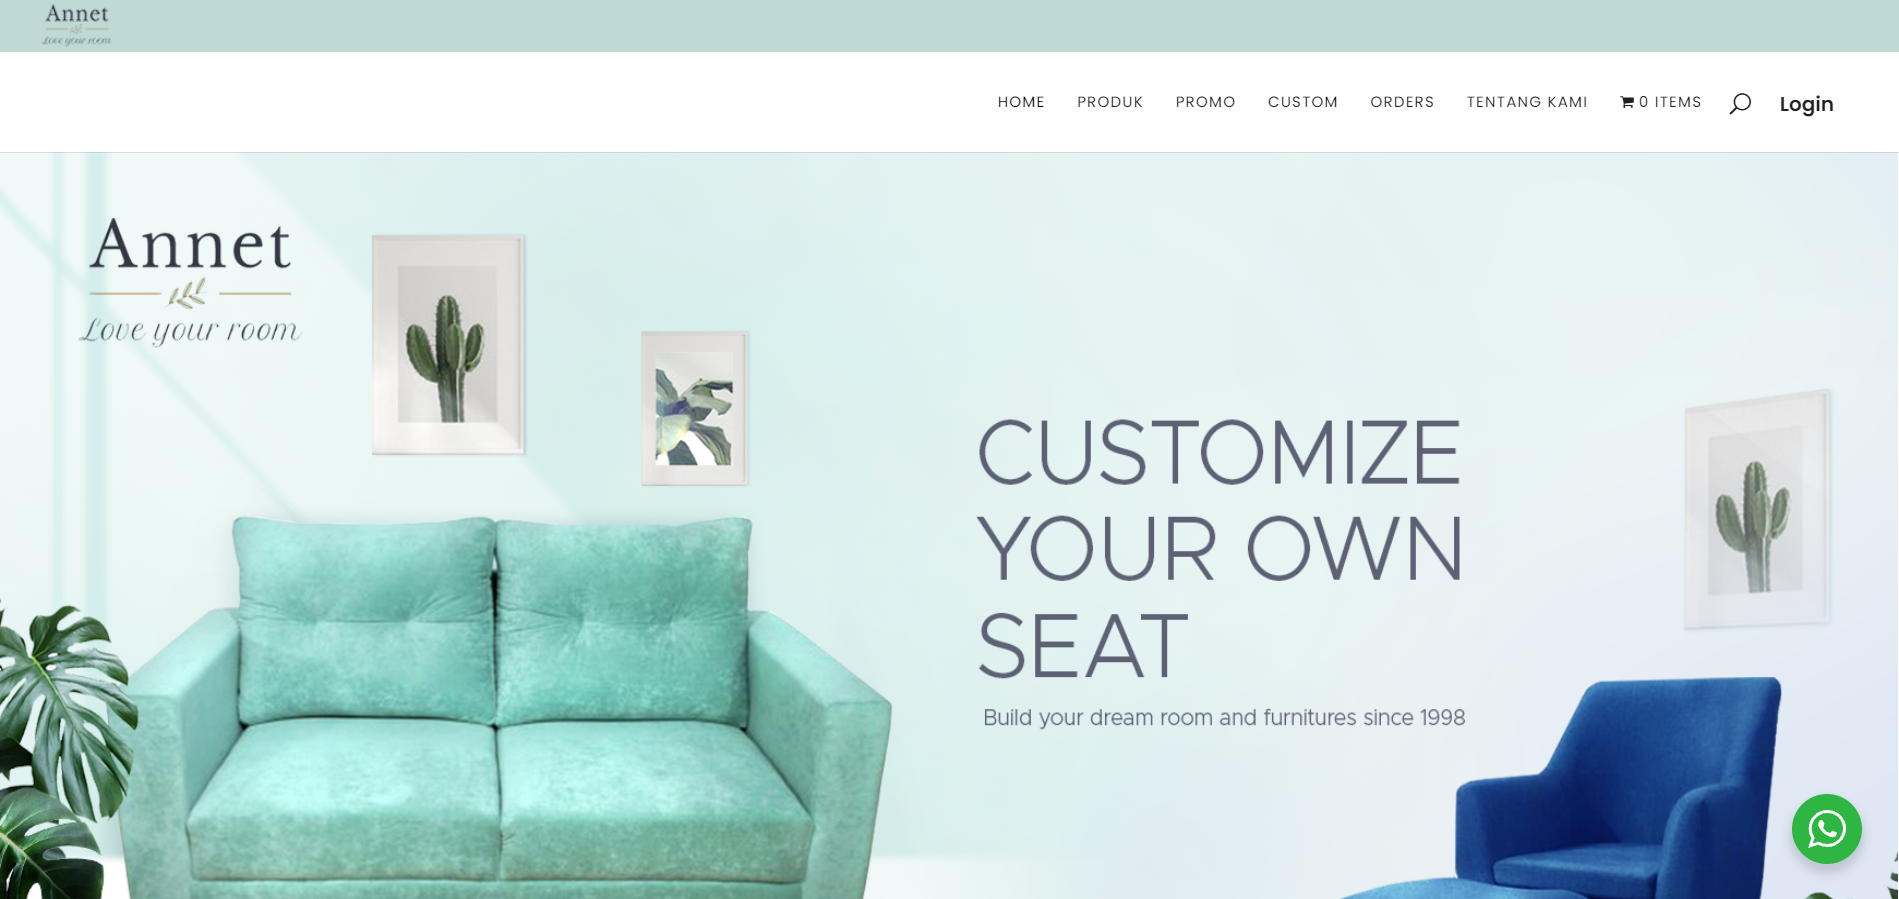 Annet
Love your room
HOME PRODUK PROMO CUSTOM ORDERS TENTANG KAMI 0 ITEMS Login
Annet
Love your room
CUSTOMIZE
YOUR OWN
SEAT
Build your dream room and furnitures since 1998